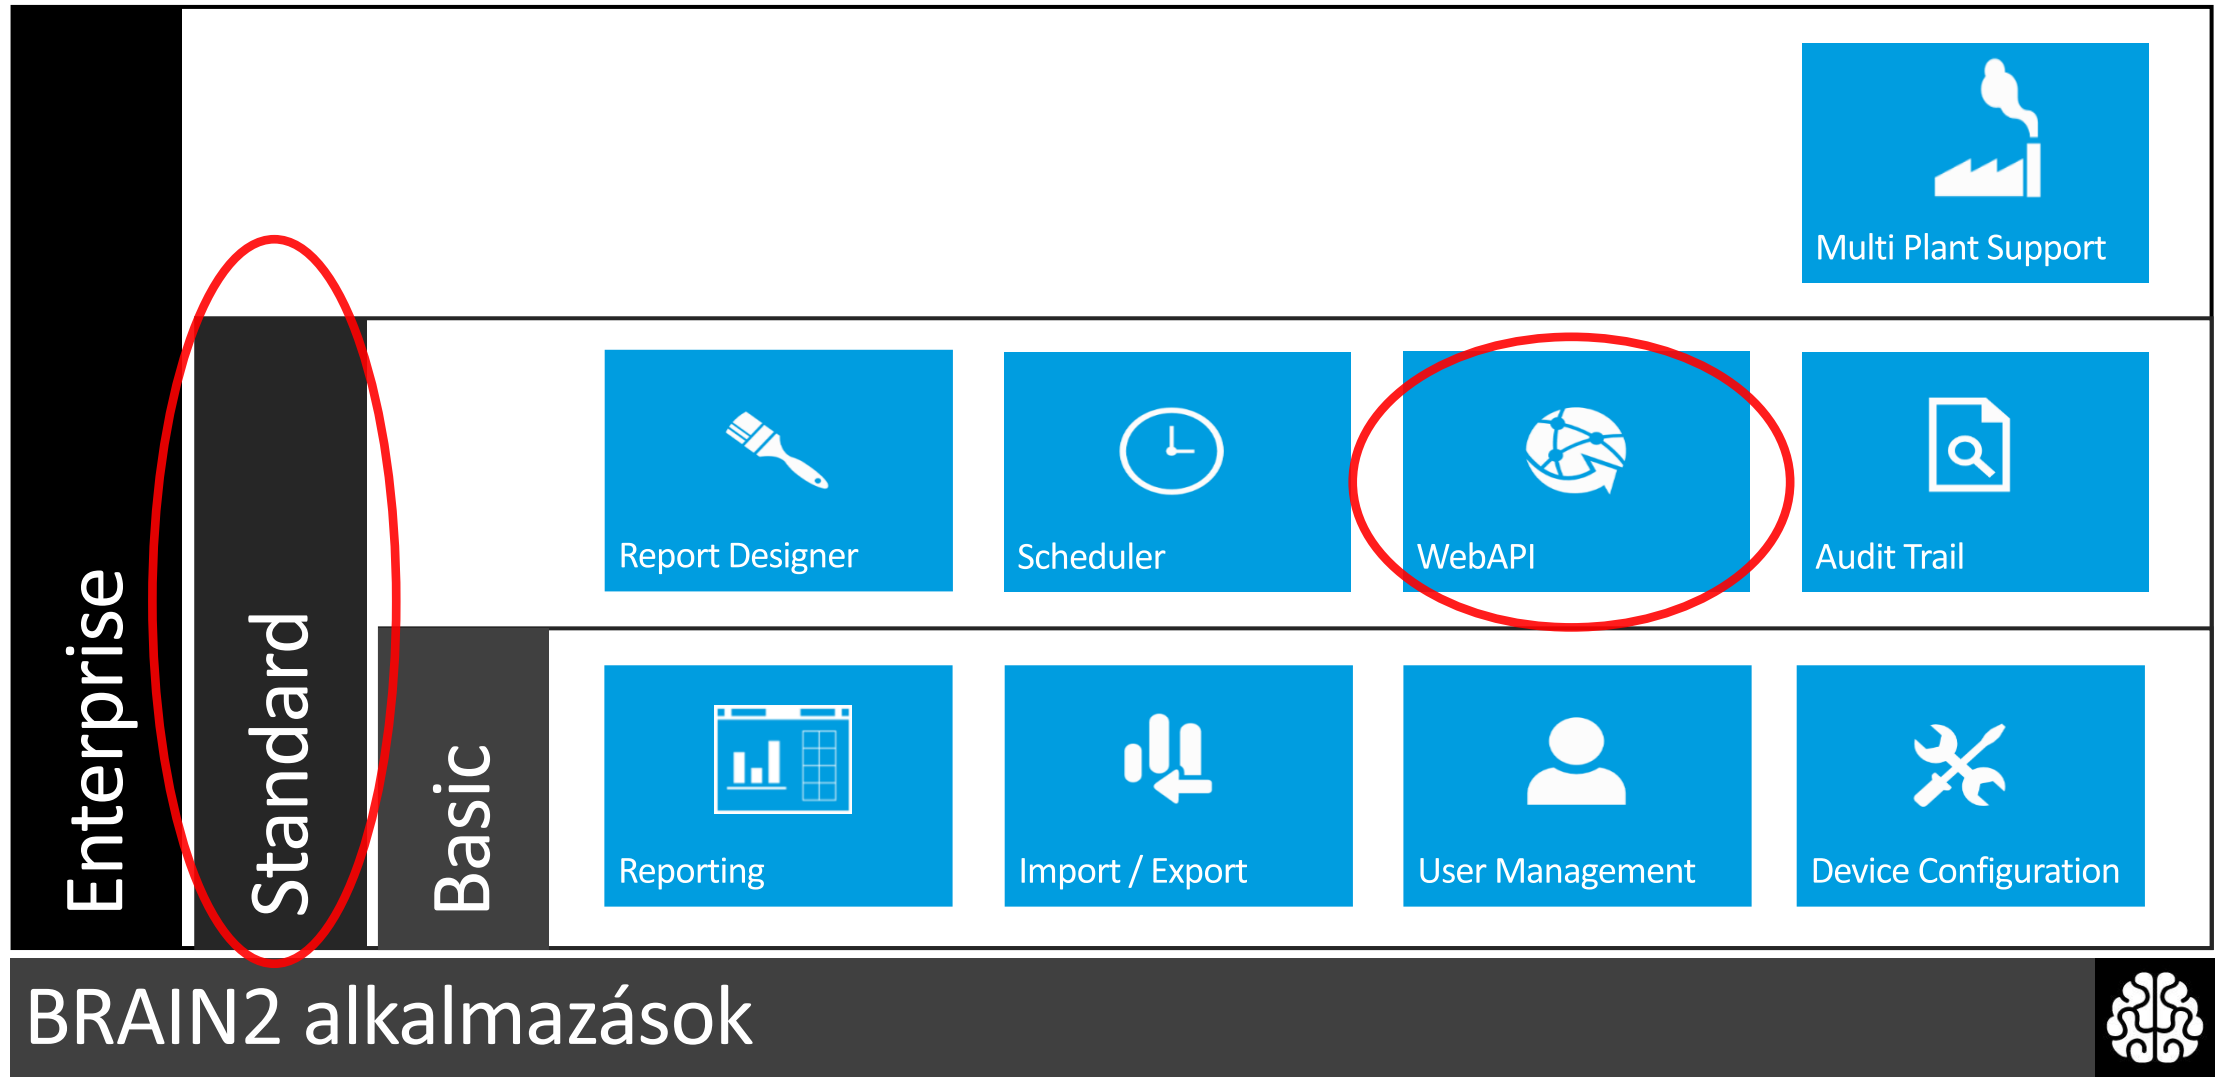 Multi Plant Support
Report Designer
Scheduler
WebAPI
Audit Trail
Enterprise
Standard
Basic
Reporting
Import / Export
User Management
Device Configuration
BRAIN2 alkalmazások